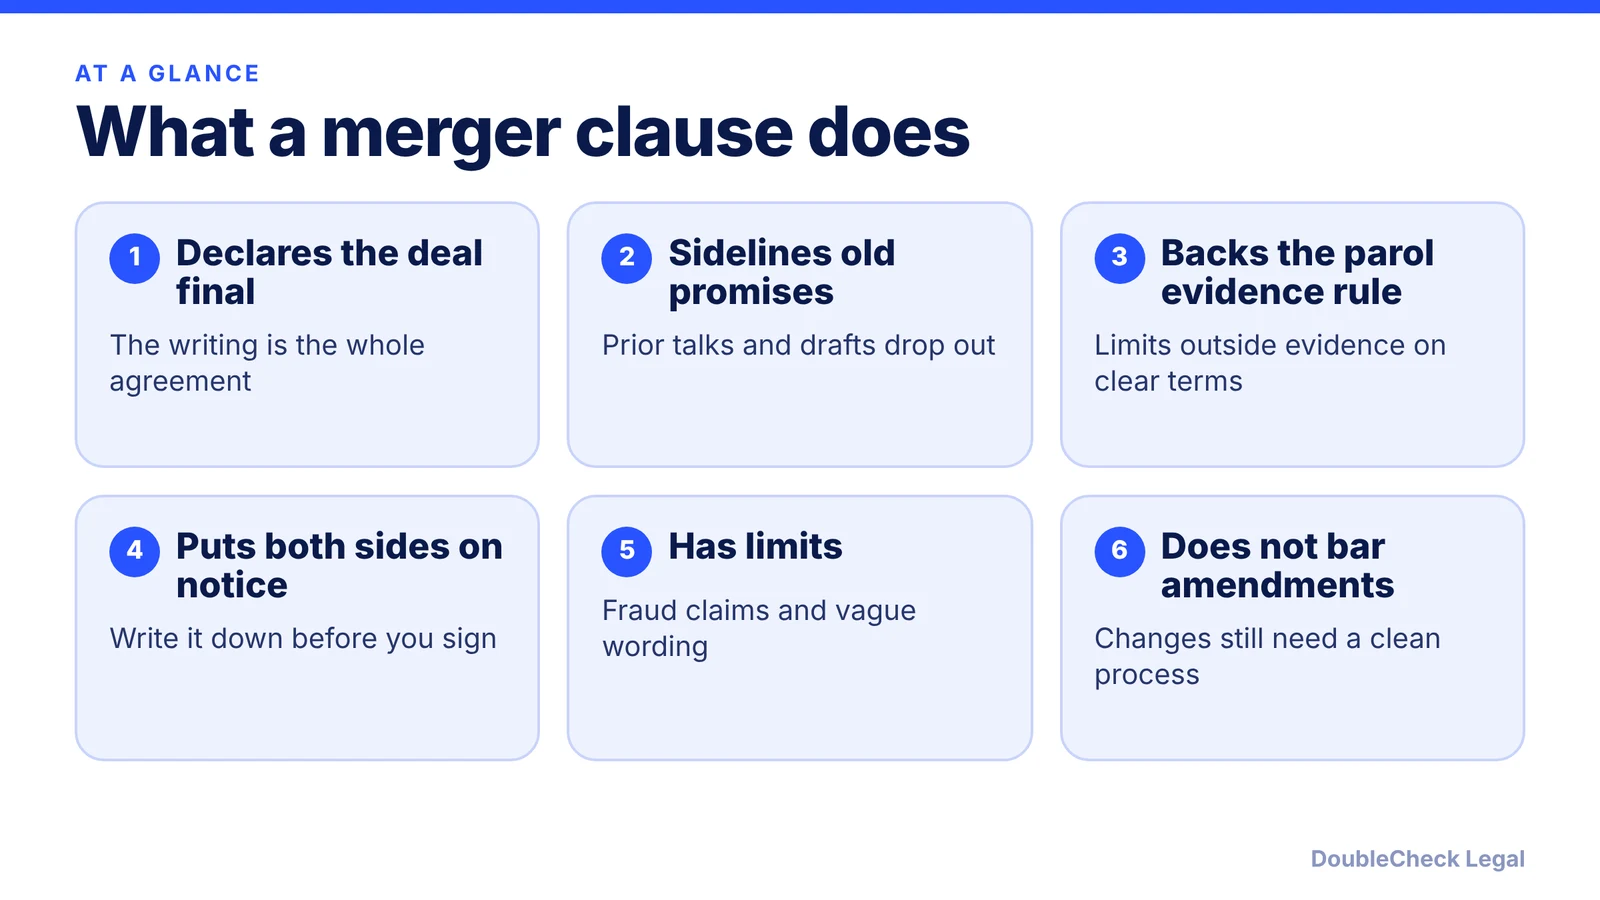 AT A GLANCE
What a merger clause does
1
Declares the deal
final
The writing is the whole
agreement
2
Sidelines old
promises
Prior talks and drafts drop out
3
Backs the parol
evidence rule
Limits outside evidence on
clear terms
4
Puts both sides on
notice
Write it down before you sign
5
Has limits
Fraud claims and vague
wording
6
Does not bar
amendments
Changes still need a clean
process
DoubleCheck Legal